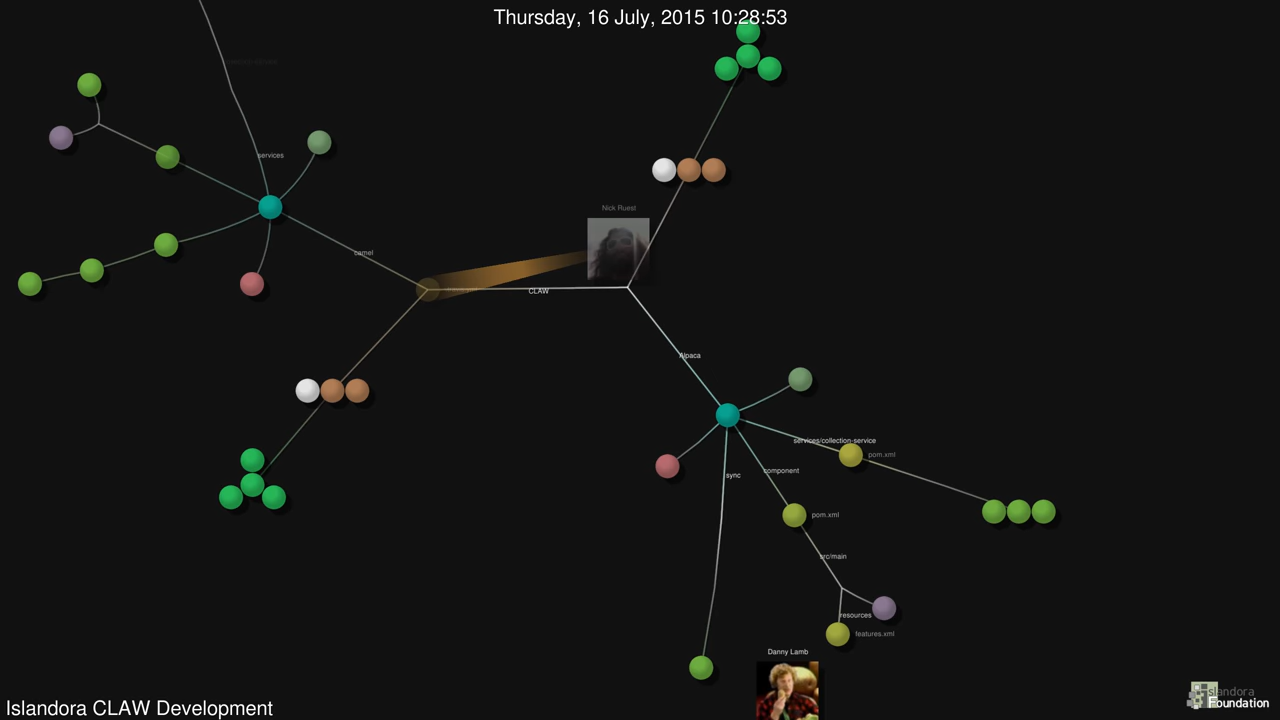 Thursday, 16 July, 2015 10:28:53
services
Nick Ruest
camel
CLAW
Alpaca
services/collection-service
pom.xml
component
sync
pom.xml
src/main
resources
features.xml
Danny Lamb
Islandora
Foundation
Islandora CLAW Development